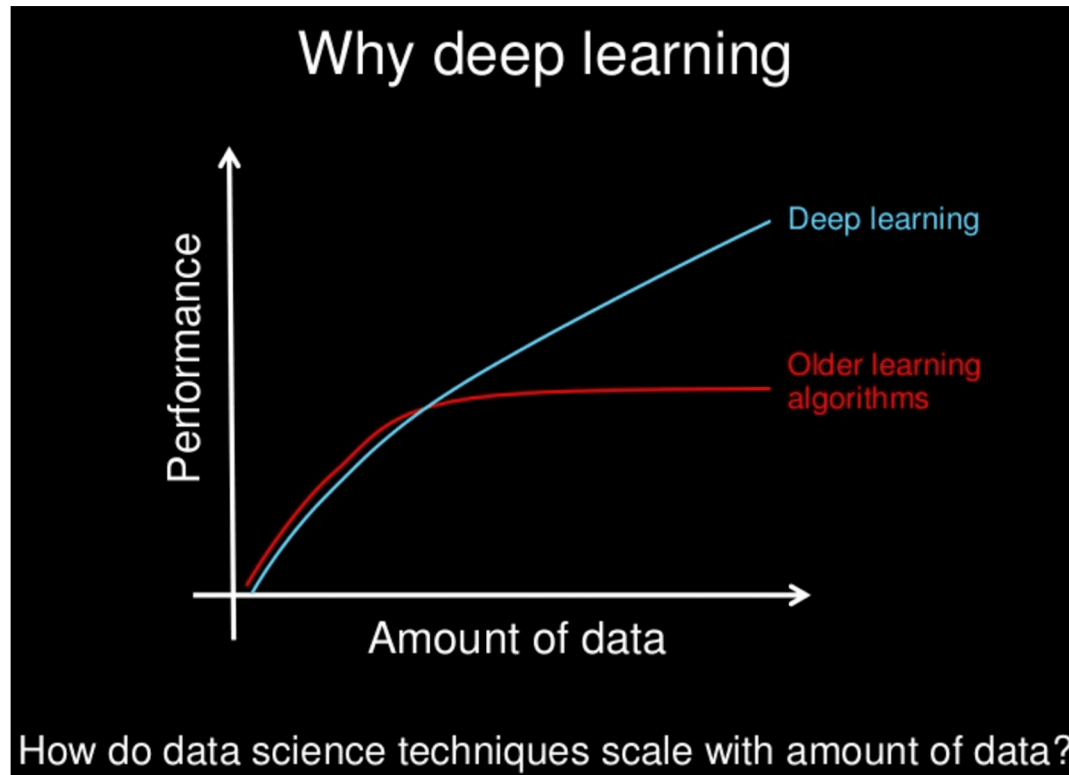 Why deep learning
Performance
Deep learning
Older learning
algorithms
Amount of data
How do data science techniques scale with amount of data?